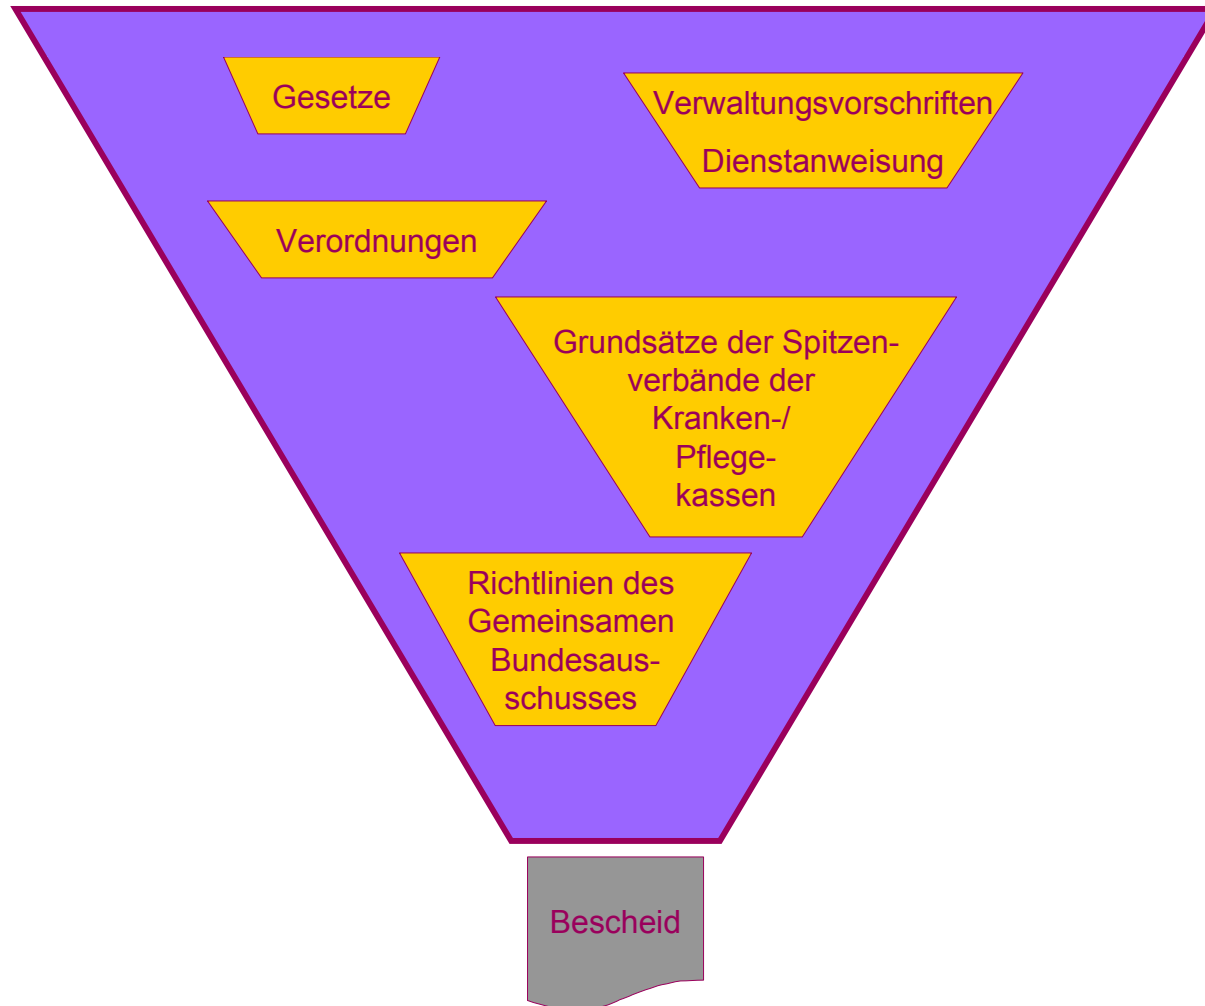 Gesetze
Verwaltungsvorschriften
Dienstanweisung
Verordnungen
Grundsätze der Spitzen-
verbände der
Kranken-/
Pflege-
kassen
Richtlinien des
Gemeinsamen
Bundesaus-
schusses
Bescheid